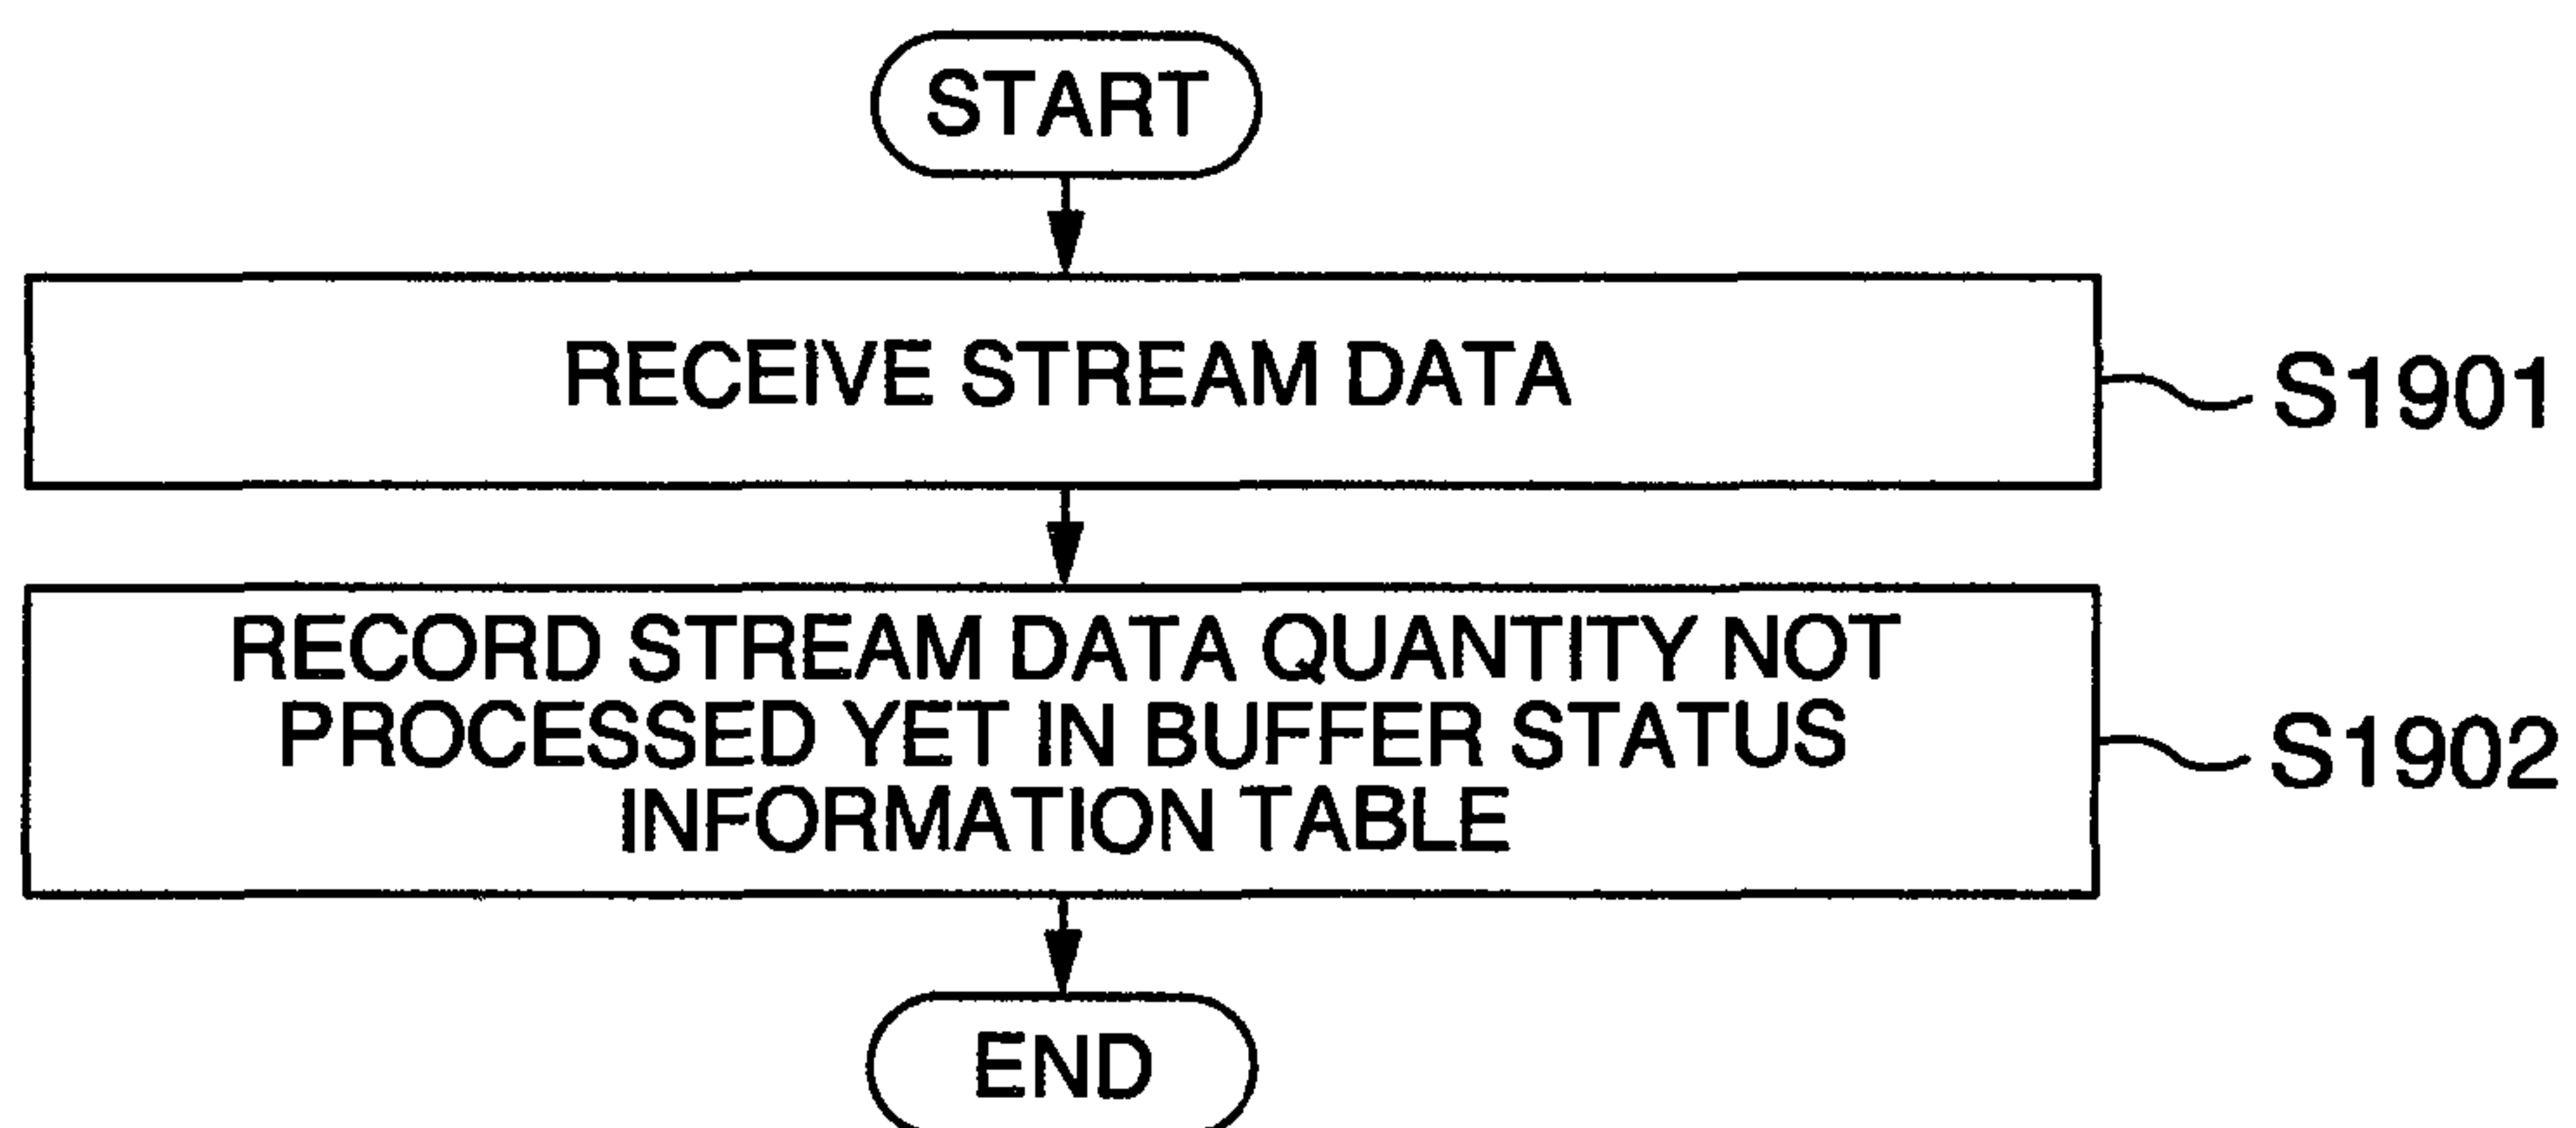 START
RECEIVE STREAM DATA
S1901
RECORD STREAM DATA QUANTITY NOT
PROCESSED YET IN BUFFER STATUS
INFORMATION TABLE
S1902
END